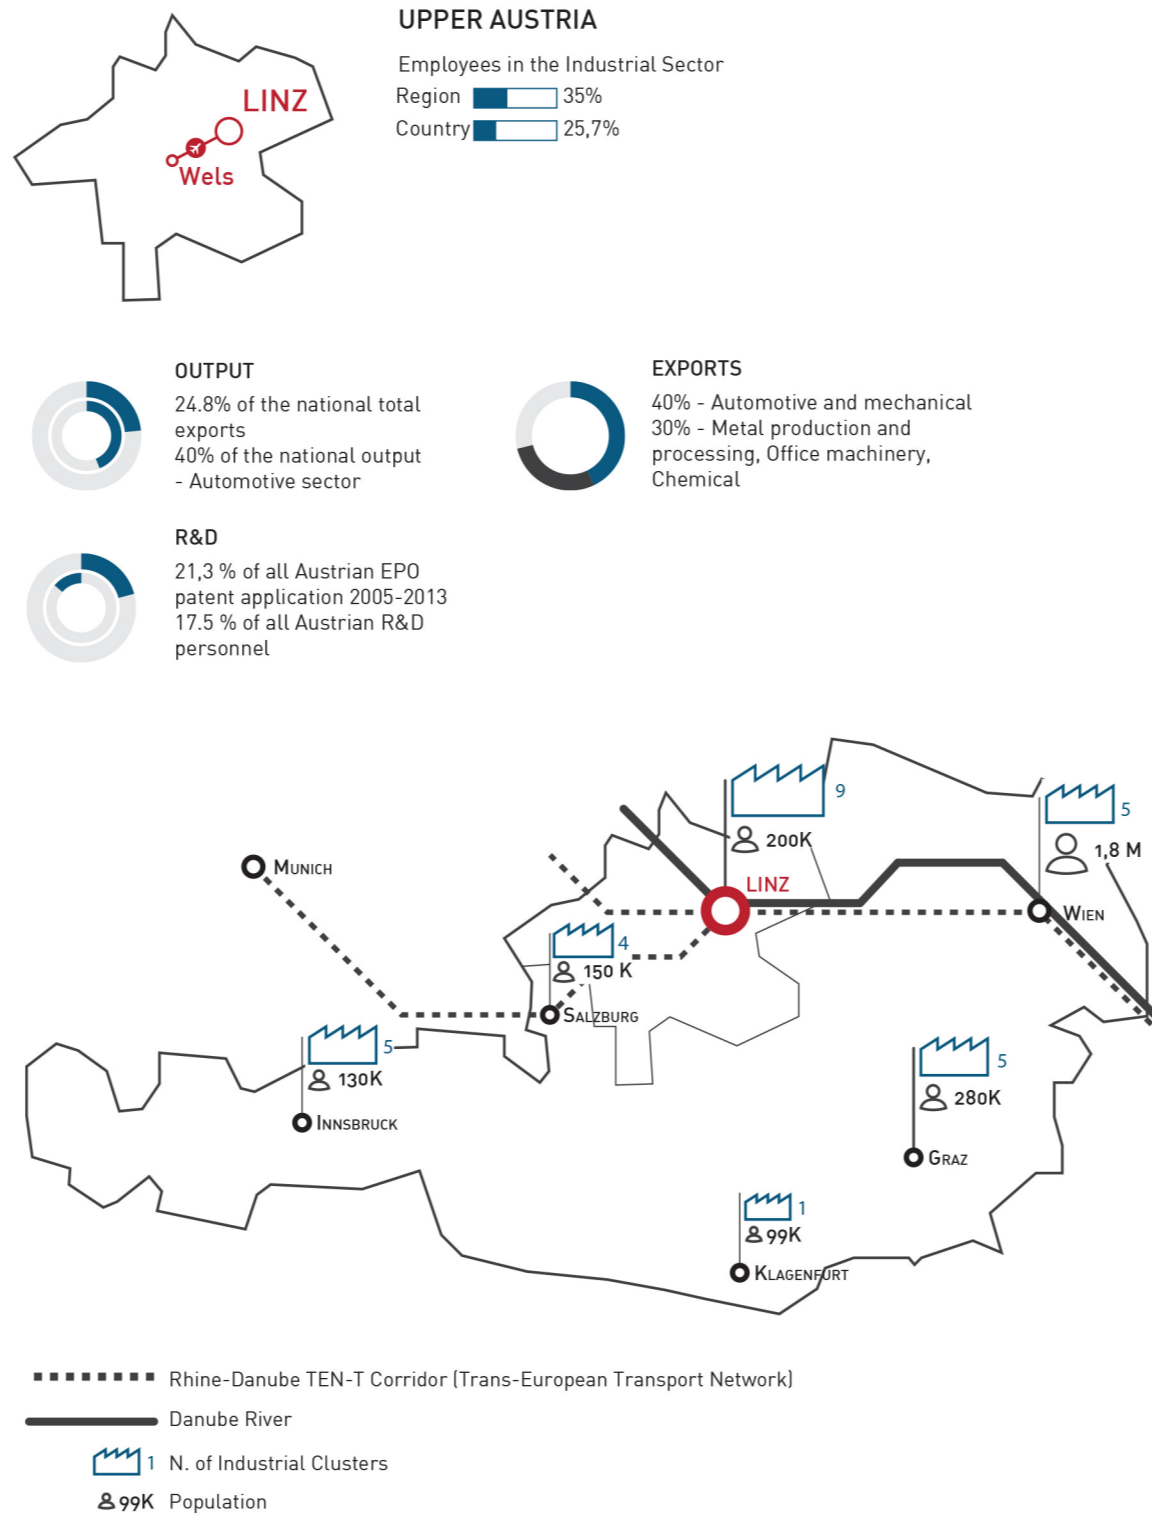 UPPER AUSTRIA
Employees in the Industrial Sector
Region 35%
Country 25,7%
LINZ
Wels
OUTPUT
24.8% of the national total
exports
40% of the national output
- Automotive sector
EXPORTS
40% - Automotive and mechanical
30% - Metal production and
processing, Office machinery,
Chemical
R&D
21,3 % of all Austrian EPO
patent application 2005-2013
17.5 % of all Austrian R&D
personnel
9
200K
LINZ
5
1,8 M
WIEN
MUNICH
4
150 K
SALZBURG
5
130K
INNSBRUCK
5
280K
GRAZ
1
99K
KLAGENFURT
Rhine-Danube TEN-T Corridor (Trans-European Transport Network)
Danube River
1 N. of Industrial Clusters
99K Population